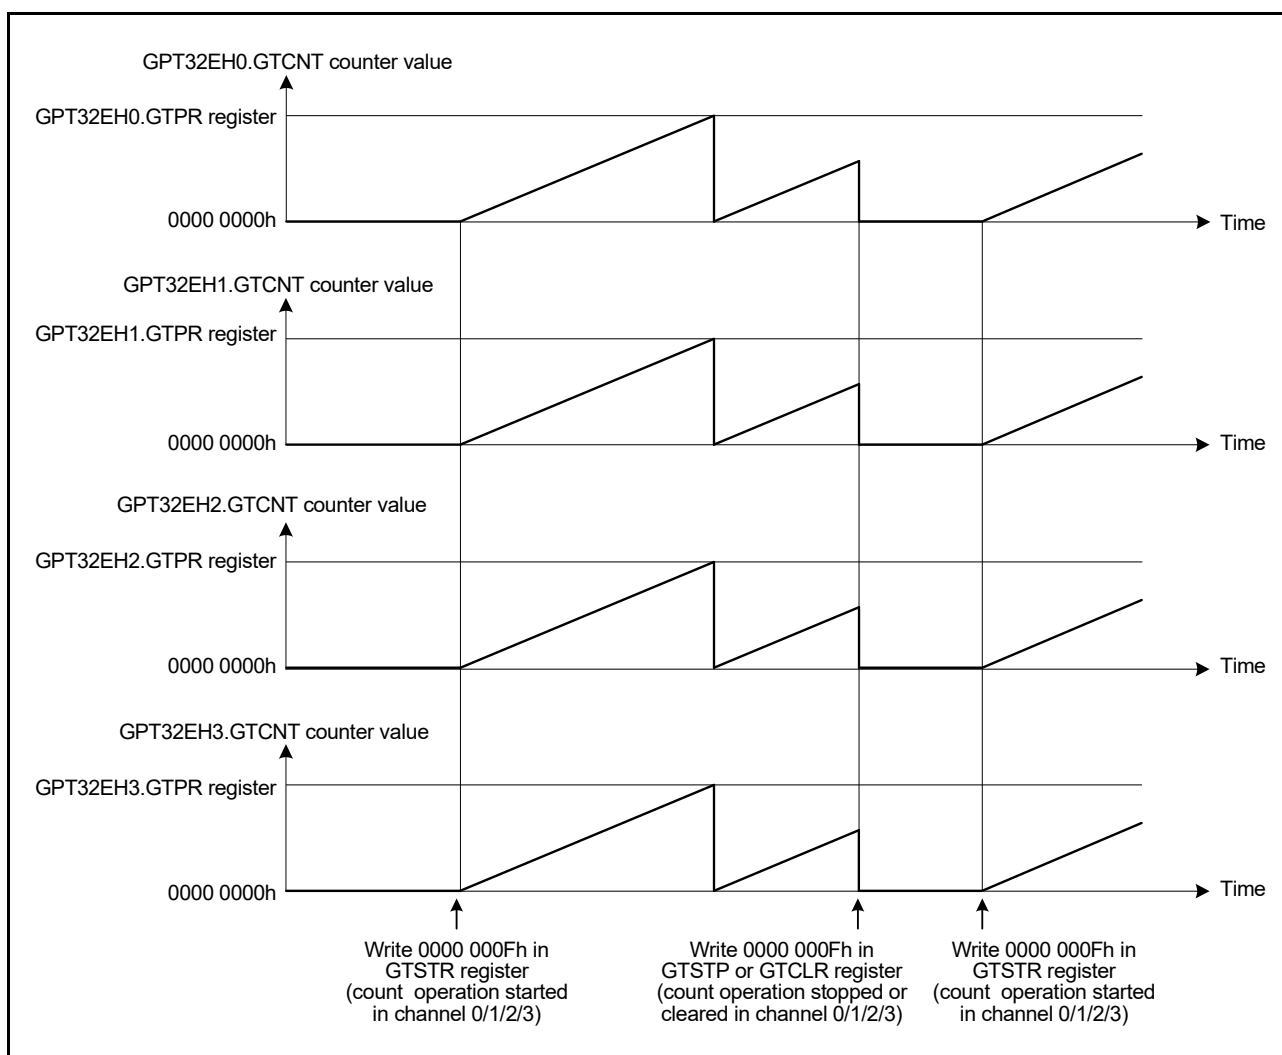 GPT32EH0.GTCNT counter value
GPT32EH0.GTPR register
0000 0000h
Time
GPT32EH1.GTCNT counter value
GPT32EH1.GTPR register
0000 0000h
Time
GPT32EH2.GTCNT counter value
GPT32EH2.GTPR register
0000 0000h
Time
GPT32EH3.GTCNT counter value
GPT32EH3.GTPR register
0000 0000h
Time
Write 0000 000Fh in
GTSTR register
(count operation started
in channel 0/1/2/3)
Write 0000 000Fh in
GTSTP or GTCLR register
(count operation stopped or
cleared in channel 0/1/2/3)
Write 0000 000Fh in
GTSTR register
(count operation started
in channel 0/1/2/3)